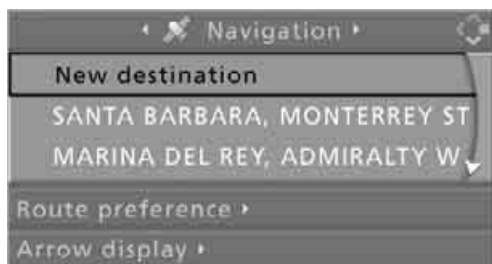 Navigation
New destination
SANTA BARBARA, MONTERREY ST
MARINA DEL REY, ADMIRALTY W
Route preference
Arrow display